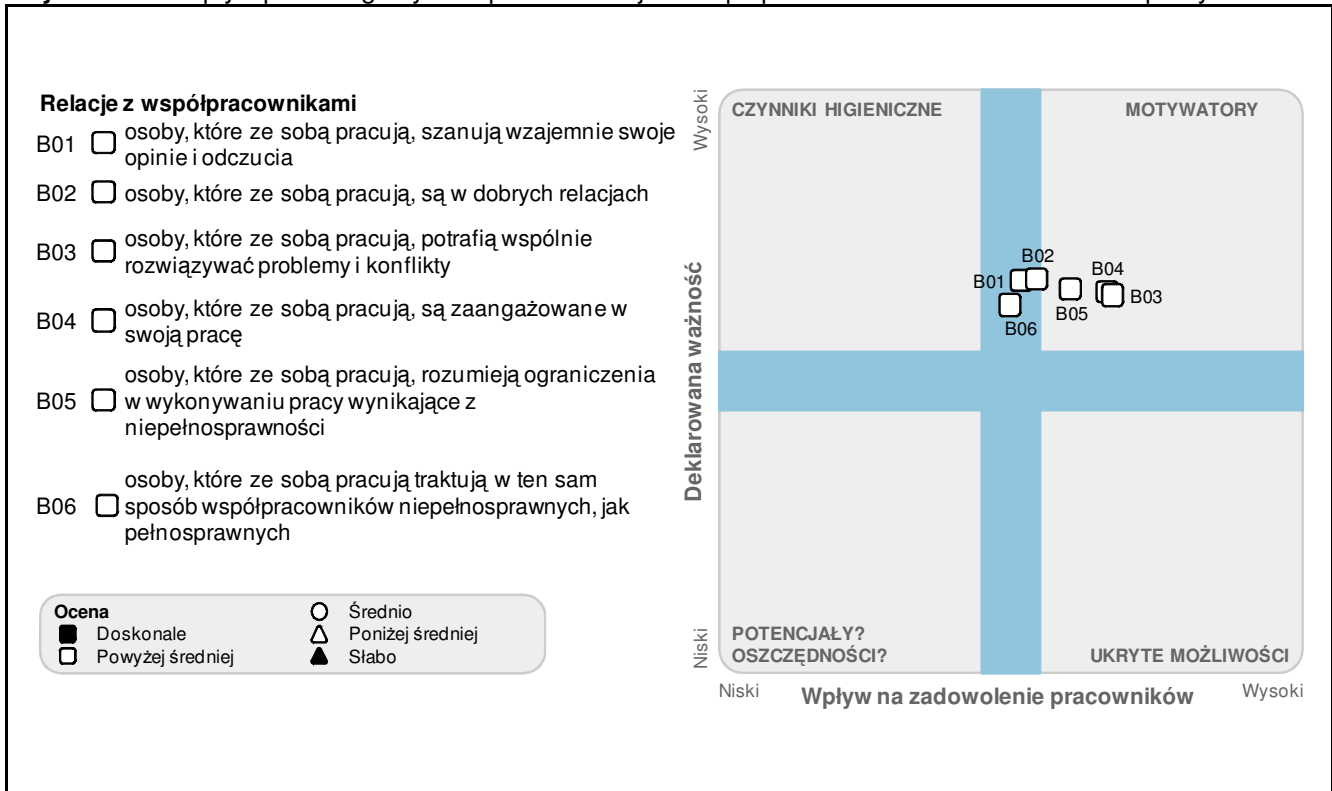 Relacje z współpracownikami
B01 osoby, które ze sobą pracują, szanują wzajemnie swoje
opinie i odczucia
B02 osoby, które ze sobą pracują, są w dobrych relacjach
B03 osoby, które ze sobą pracują, potrafią wspólnie
rozwiązywać problemy i konflikty
B04 osoby, które ze sobą pracują, są zaangażowane w
swoją pracę
B05 osoby, które ze sobą pracują, rozumieją ograniczenia
w wykonywaniu pracy wynikające z
niepełnosprawności
B06 osoby, które ze sobą pracują traktują w ten sam
sposób współpracowników niepełnosprawnych, jak
pełnosprawnych
Ocena
Doskonale
Powyżej średniej
Średnio
Poniżej średniej
Słabo
Wysoki
Deklarowana ważność
Niski
CZYNNIKI HIGIENICZNE
MOTYWATORY
B02
B01
B04
B03
B05
B06
POTENCJAŁY?
OSZCZĘDNOŚCI?
UKRYTE MOŻLIWOŚCI
Niski
Wpływ na zadowolenie pracowników
Wysoki